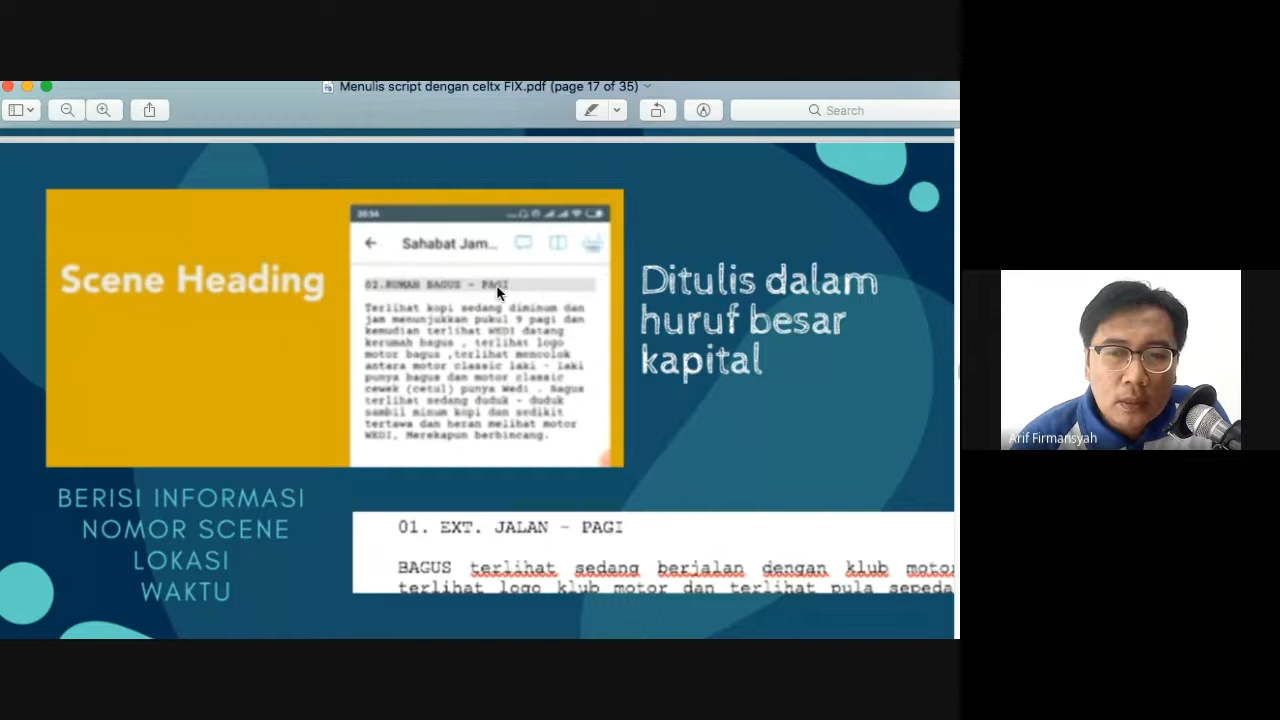 Menulis script dengan celtx FIX.pdf (page 17 of 35)
Search
Scene Heading
20:54
Sahabat Jam...
02.RUMAH BAGUS - PAGI
Terlihat kopi sedang diminum dan
jam menunjukkan pukul 9 pagi dan
kemudian terlihat WEDI datang
kerumah bagus , terlihat logo
motor bagus ,terlihat mencolok
antara motor classic laki - laki
punya bagus dan motor classic
cewek (cetul) punya Wedi . Bagus
terlihat sedang duduk - duduk
sambil minum kopi dan sedikit
tertawa dan heran melihat motor
WEDI, Merekapun berbincang.
Ditulis dalam
huruf besar
kapital
BERISI INFORMASI
NOMOR SCENE
LOKASI
WAKTU
01. EXT. JALAN - PAGI
BAGUS terlihat sedang berjalan dengan klub moto
terlihat logo klub motor dan terlihat pula seped
Arif Firmansyah